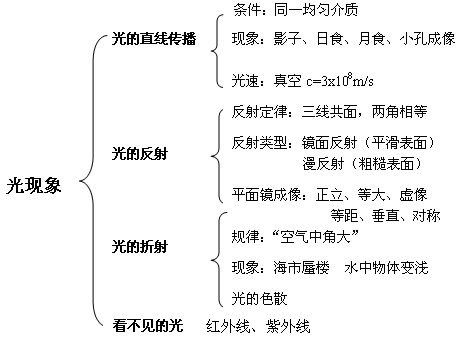 光现象
光的直线传播
条件：同一均匀介质
现象：影子、日食、月食、小孔成像
光速：真空 c=3x10⁸m/s
光的反射
反射定律：三线共面，两角相等
反射类型：镜面反射（平滑表面）
漫反射（粗糙表面）
平面镜成像：正立、等大、虚像
等距、垂直、对称
光的折射
规律：“空气中角大”
现象：海市蜃楼 水中物体变浅
光的色散
看不见的光 红外线、紫外线